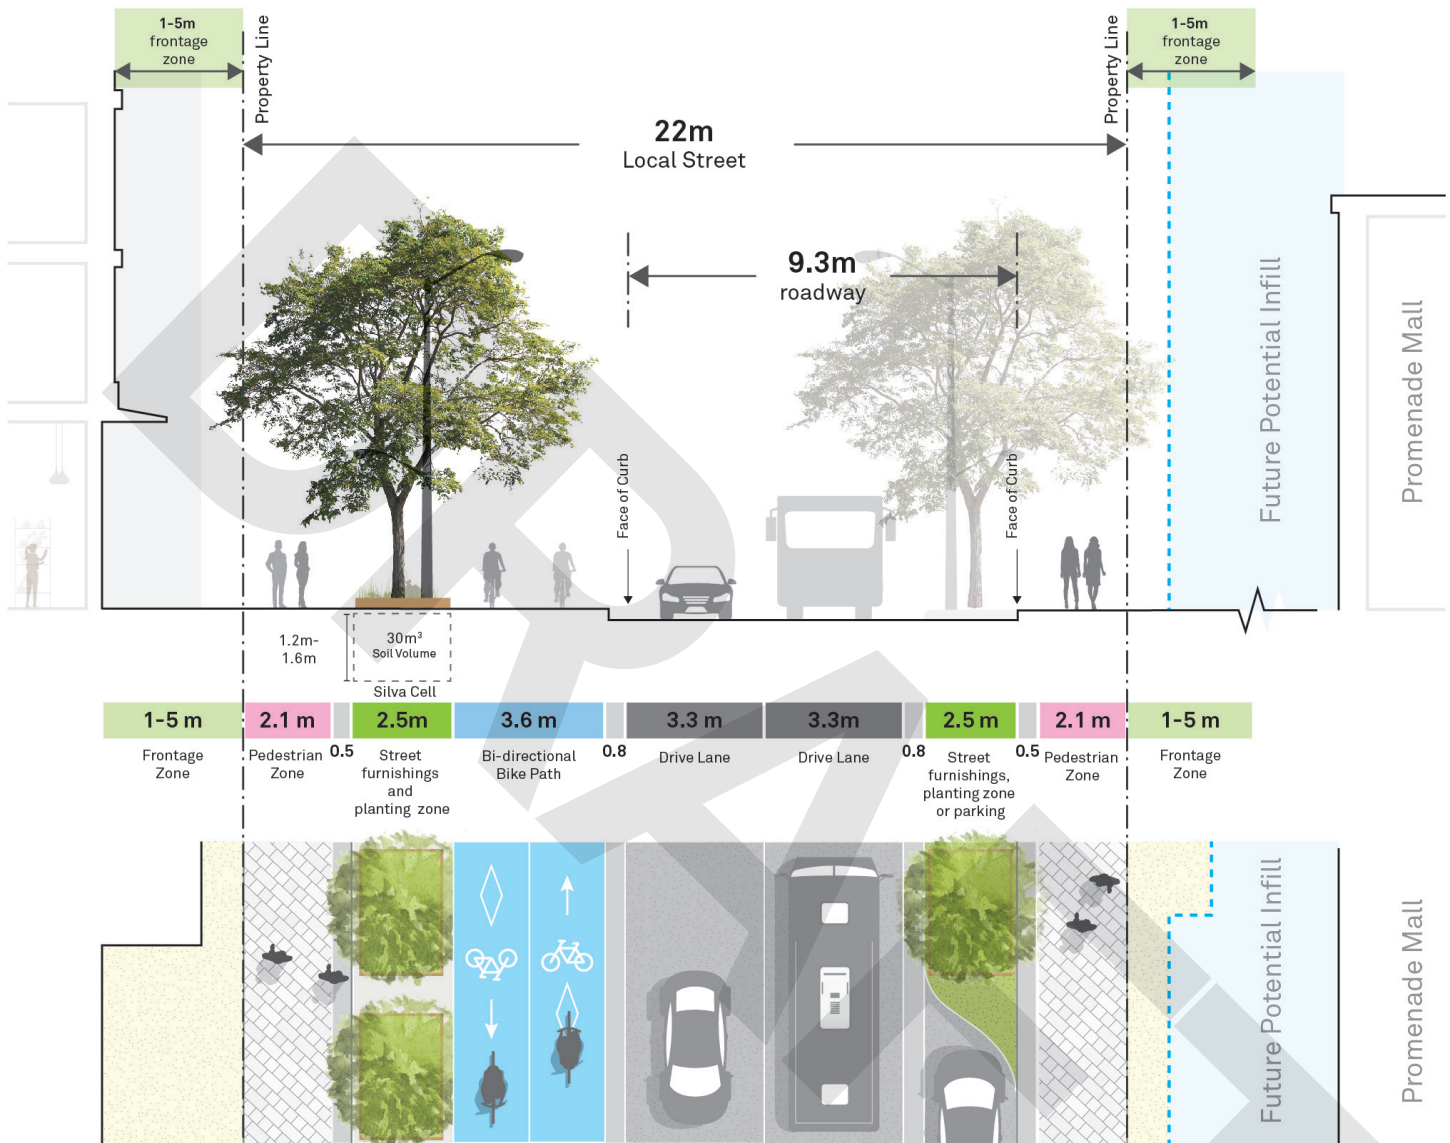 1-5m
frontage
zone
Property Line
Property Line
1-5m
frontage
zone
22m
Local Street
9.3m
roadway
Face of Curb
Face of Curb
Future Potential Infill
Promenade Mall
1.2m-
1.6m
30m³
Soil Volume
Silva Cell
1-5 m
2.1 m
2.5m
3.6 m
3.3 m
3.3m
2.5 m
2.1 m
1-5 m
Frontage
Zone
Pedestrian
Zone
0.5
Street
furnishings
and
planting zone
Bi-directional
Bike Path
0.8
Drive Lane
Drive Lane
0.8
Street
furnishings,
planting zone
or parking
0.5
Pedestrian
Zone
Frontage
Zone
Future Potential Infill
Promenade Mall
DRAFT